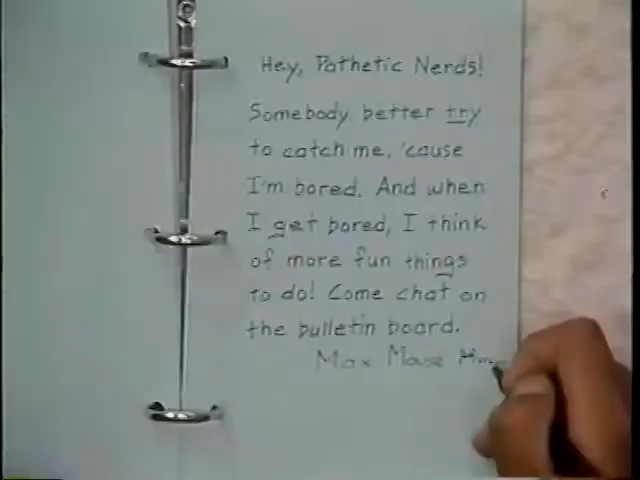 Hey, Pathetic Nerds!
Somebody better try
to catch me, 'cause
I'm bored. And when
I get bored, I think
of more fun things
to do! Come chat on
the bulletin board.
Max Mouse